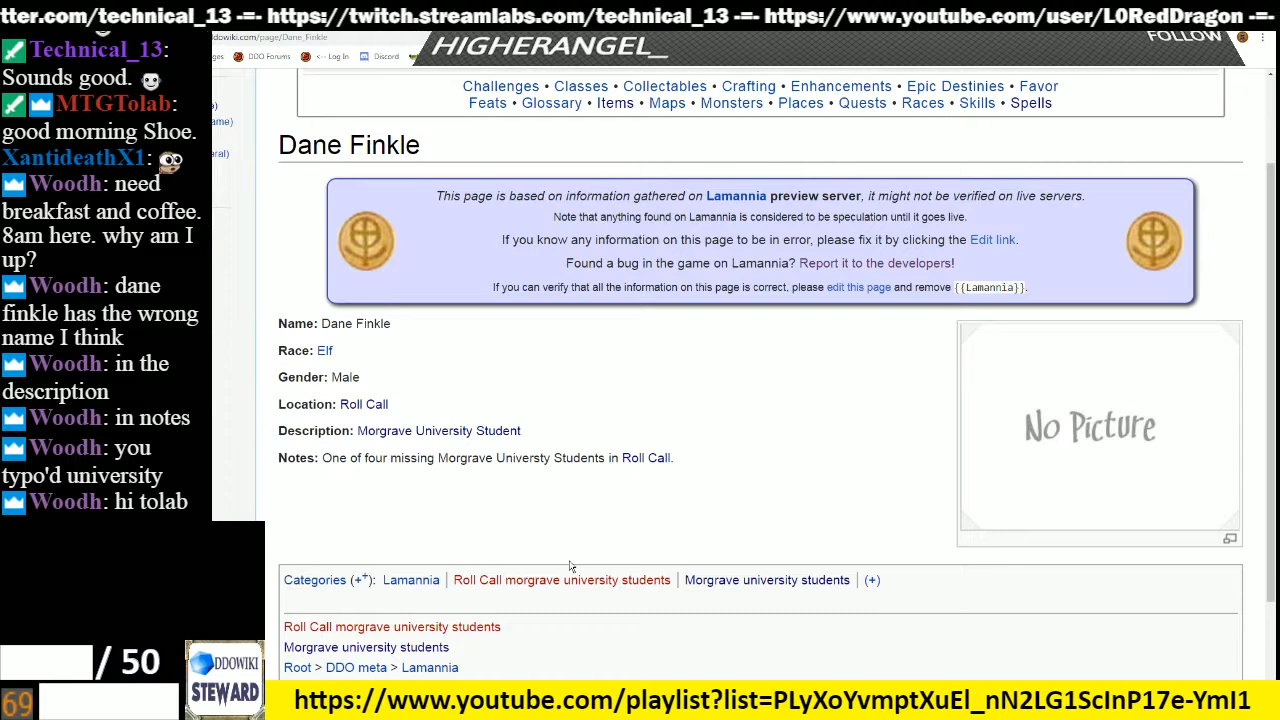 tter.com/technical_13 -=- https://twitch.streamlabs.com/technical_13 -=- https://www.youtube.com/user/L0RedDragon -=-
Technical_13:
Sounds good.
MTGTolab:
good morning Shoe.
XantideathX1:
Woodh: need
breakfast and coffee.
8am here. why am I
up?
Woodh: dane
finkle has the wrong
name I think
Woodh: in the
description
Woodh: in notes
Woodh: you
typo'd university
Woodh: hi tolab
ddowiki.com/page/Dane_Finkle
ges DDO Forums <-- Log In Discord
HIGHERANGEL_
FOLLOW
Challenges • Classes • Collectables • Crafting • Enhancements • Epic Destinies • Favor
Feats • Glossary • Items • Maps • Monsters • Places • Quests • Races • Skills • Spells
Dane Finkle
This page is based on information gathered on Lamannia preview server, it might not be verified on live servers.
Note that anything found on Lamannia is considered to be speculation until it goes live.
If you know any information on this page to be in error, please fix it by clicking the Edit link.
Found a bug in the game on Lamannia? Report it to the developers!
If you can verify that all the information on this page is correct, please edit this page and remove {{Lamannia}}.
Name: Dane Finkle
Race: Elf
Gender: Male
Location: Roll Call
Description: Morgrave University Student
Notes: One of four missing Morgrave Universty Students in Roll Call.
No Picture
Categories (++): Lamannia | Roll Call morgrave university students | Morgrave university students | (+)
Roll Call morgrave university students
Morgrave university students
Root > DDO meta > Lamannia
/ 50
69
DDOWIKI
STEWARD
https://www.youtube.com/playlist?list=PLyXoYvmptXuEl_nN2LG1ScInP17e-YmI1